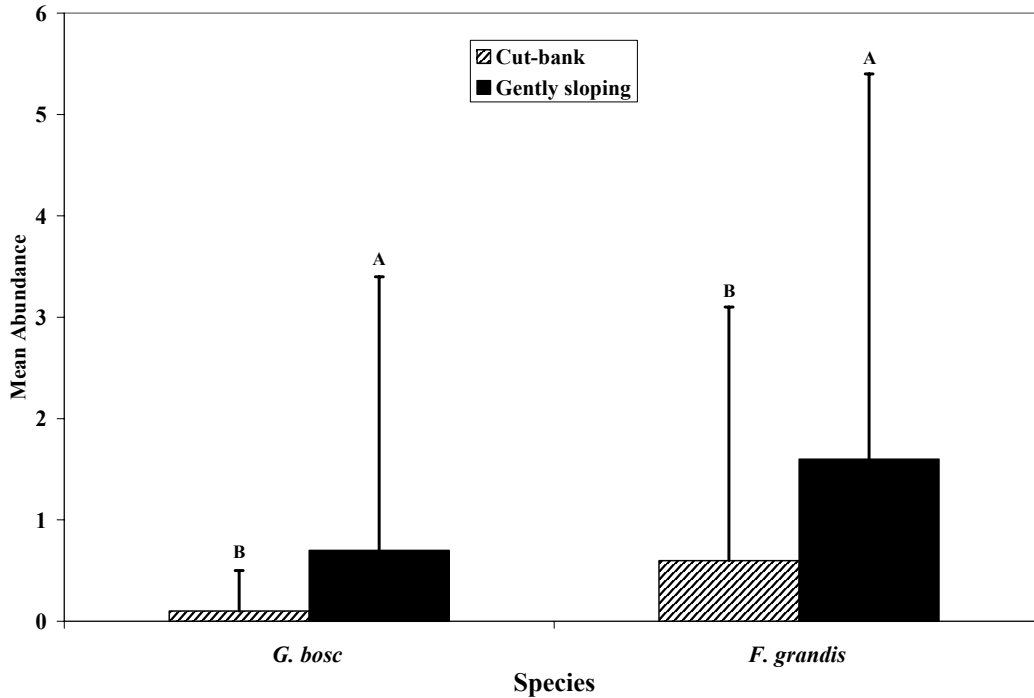 6
5
4
3
2
1
0
Mean Abundance
Cut-bank
Gently sloping
B
A
B
A
G. bosc
F. grandis
Species